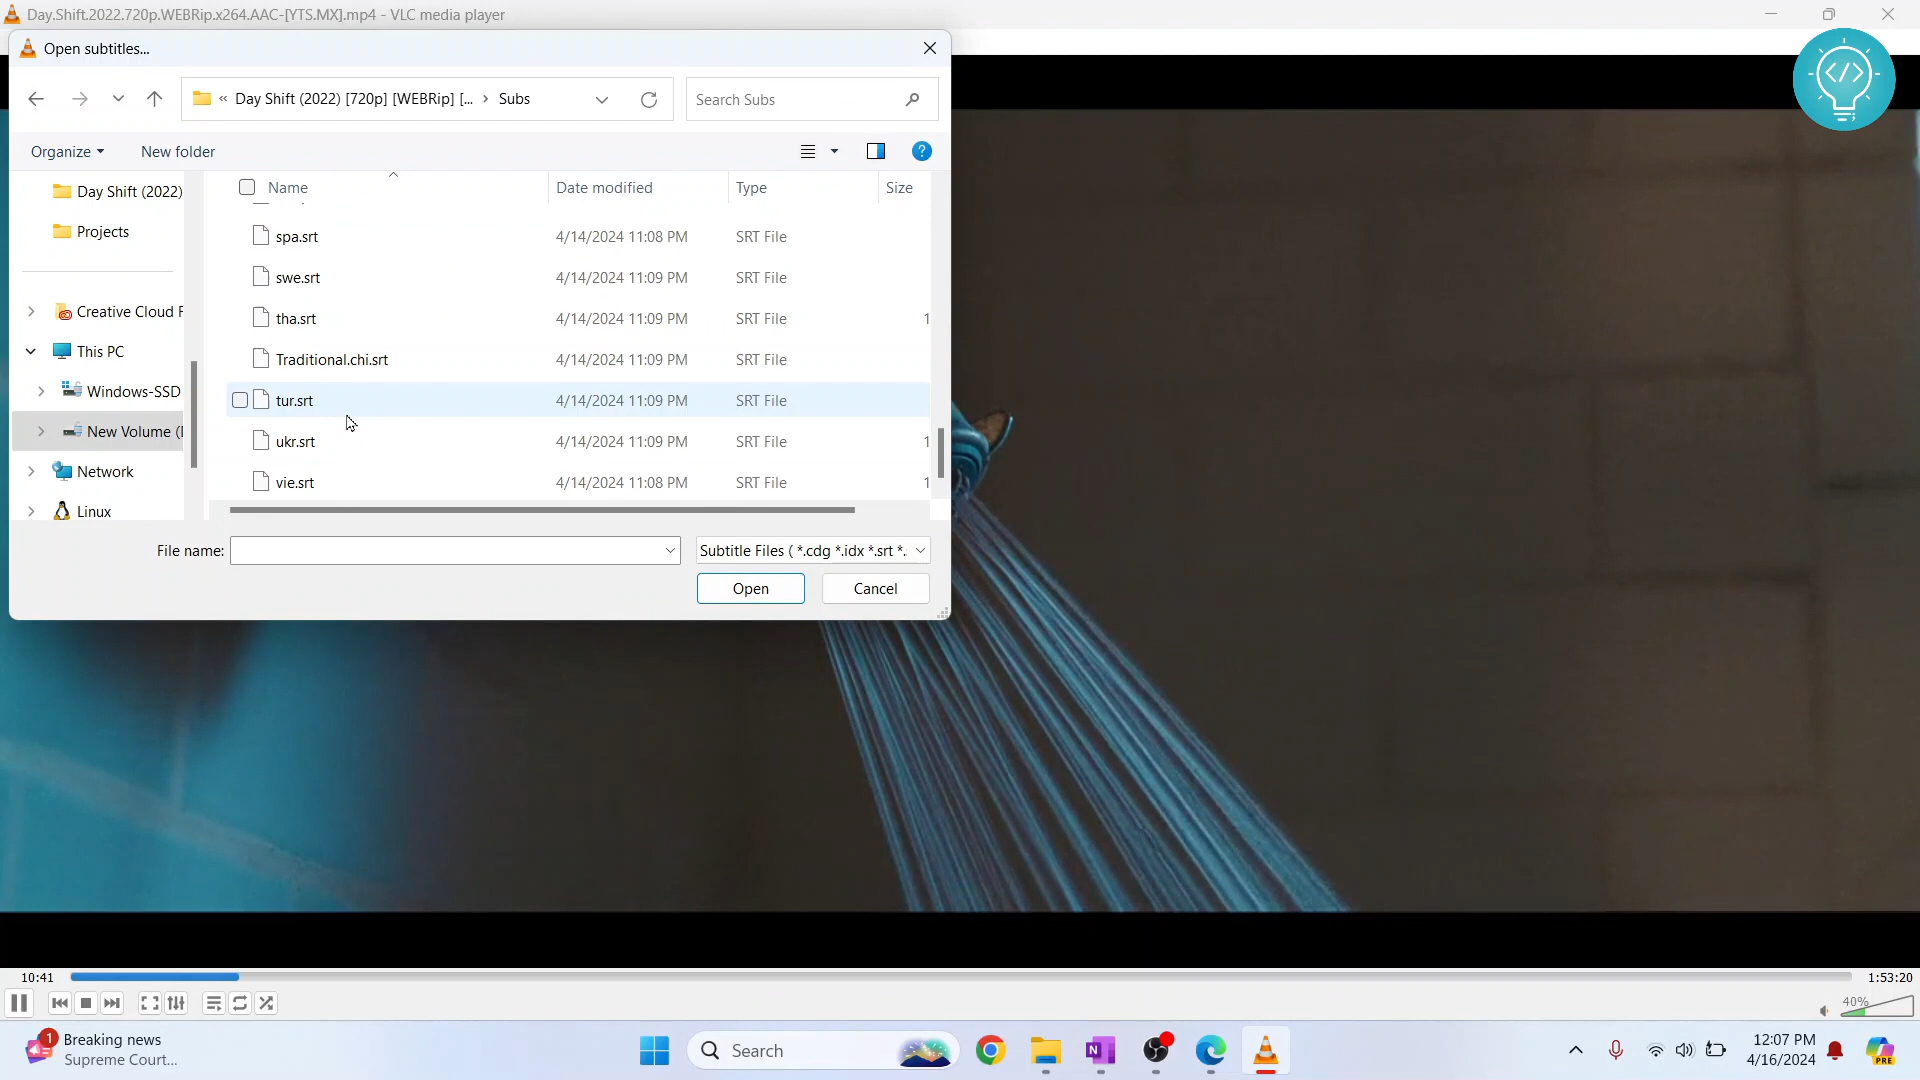 Day.Shift.2022.720p.WEBRip.x264.AAC-[YTS.MX].mp4 - VLC media player
Open subtitles...
« Day Shift (2022) [720p] [WEBRip] [... › Subs
Search Subs
Organize
New folder
Name
Date modified
Type
Size
Day Shift (2022)
Projects
Creative Cloud F
This PC
Windows-SSD
New Volume (
Network
Linux
spa.srt 4/14/2024 11:08 PM SRT File
swe.srt 4/14/2024 11:09 PM SRT File
tha.srt 4/14/2024 11:09 PM SRT File 1
Traditional.chi.srt 4/14/2024 11:09 PM SRT File
tur.srt 4/14/2024 11:09 PM SRT File
ukr.srt 4/14/2024 11:09 PM SRT File 1
vie.srt 4/14/2024 11:08 PM SRT File 1
File name:
Subtitle Files ( *.cdg *.idx *.srt *.
Open
Cancel
10:41
1:53:20
40%
1
Breaking news
Supreme Court...
Search
12:07 PM
4/16/2024
PRE